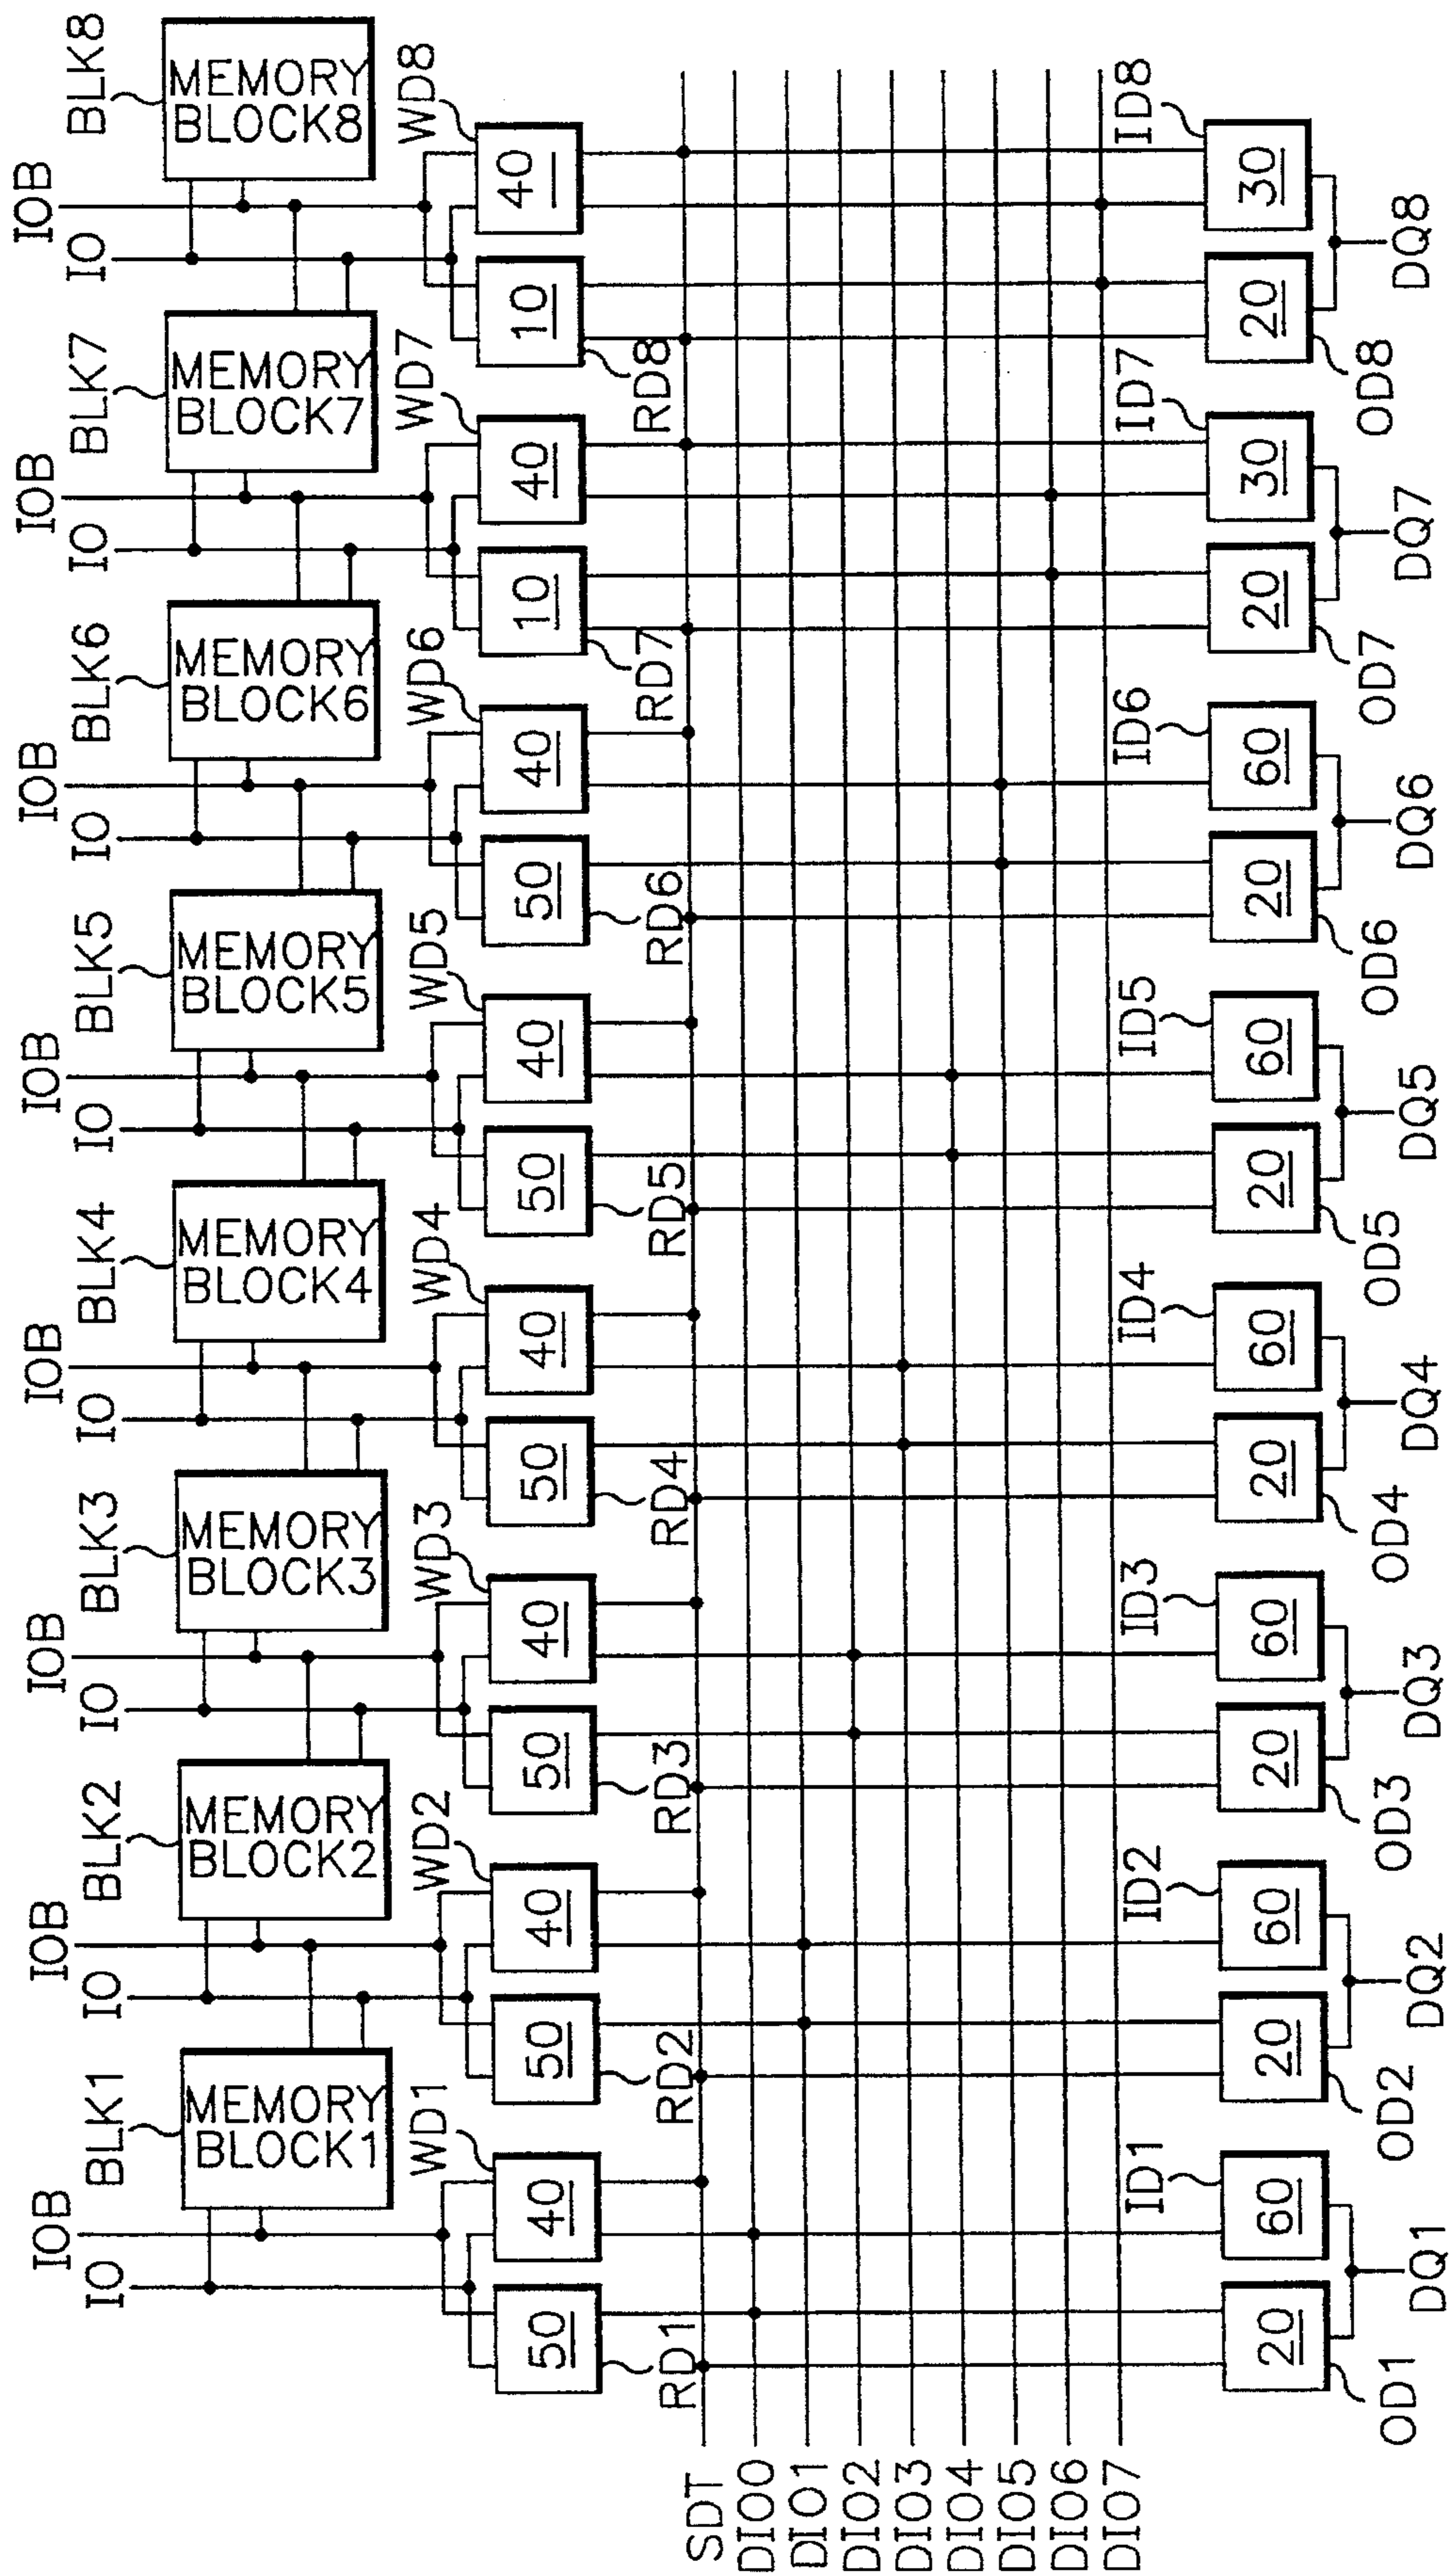 IO IOB BLK1 IO IOB BLK2 IO IOB BLK3 IO IOB BLK4 IO IOB BLK5 IO IOB BLK6 IO IOB BLK7 IO IOB BLK8
MEMORY BLOCK1
MEMORY BLOCK2
MEMORY BLOCK3
MEMORY BLOCK4
MEMORY BLOCK5
MEMORY BLOCK6
MEMORY BLOCK7
MEMORY BLOCK8
WD1 WD2 WD3 WD4 WD5 WD6 WD7 WD8
50 40 50 40 50 40 50 40 50 40 50 40 10 40 10 40
RD1 RD2 RD3 RD4 RD5 RD6 RD7 RD8
SDT
DIO0
DIO1
DIO2
DIO3
DIO4
DIO5
DIO6
DIO7
ID1 ID2 ID3 ID4 ID5 ID6 ID7 ID8
20 60 20 60 20 60 20 60 20 60 20 60 20 30 20 30
OD1 OD2 OD3 OD4 OD5 OD6 OD7 OD8
DQ1 DQ2 DQ3 DQ4 DQ5 DQ6 DQ7 DQ8